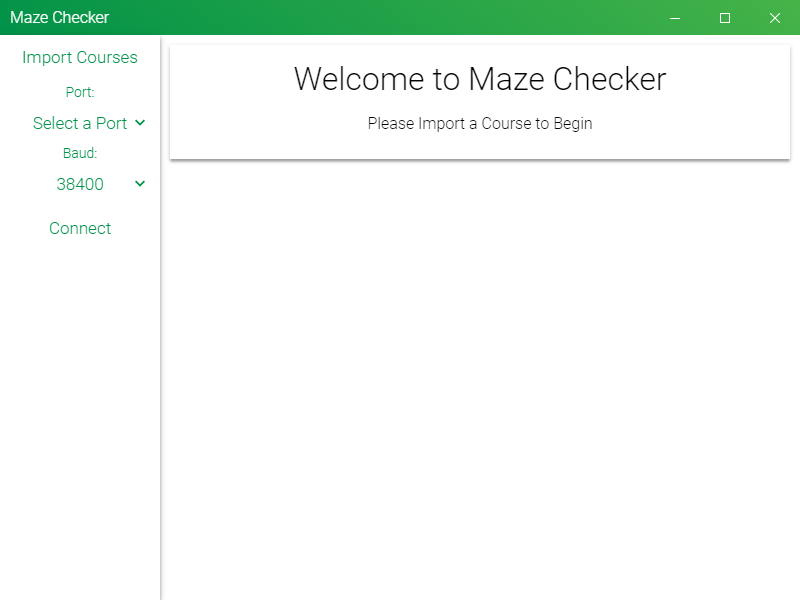 Maze Checker
Import Courses
Port:
Select a Port
Baud:
38400
Connect
Welcome to Maze Checker
Please Import a Course to Begin